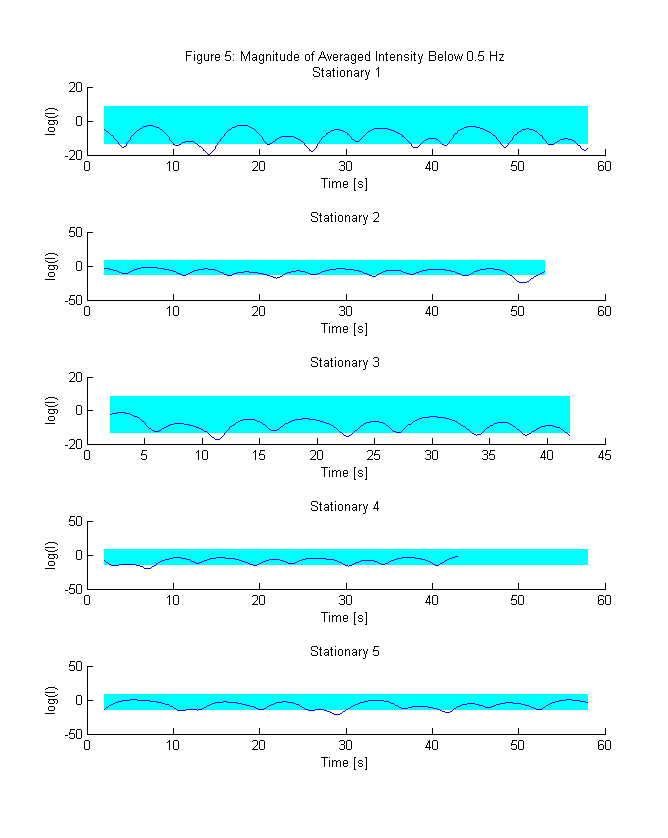 Figure 5: Magnitude of Averaged Intensity Below 0.5 Hz
Stationary 1
20
0
-20
log(I)
0 10 20 30 40 50 60
Time [s]
Stationary 2
50
0
-50
log(I)
0 10 20 30 40 50 60
Time [s]
Stationary 3
20
0
-20
log(I)
0 5 10 15 20 25 30 35 40 45
Time [s]
Stationary 4
50
0
-50
log(I)
0 10 20 30 40 50 60
Time [s]
Stationary 5
50
0
-50
log(I)
0 10 20 30 40 50 60
Time [s]